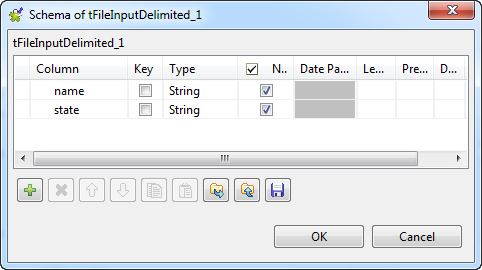 Schema of tFileInputDelimited_1
tFileInputDelimited_1
Column Key Type N.. Date Pa... Le... Pre... D...
name String
state String
OK Cancel